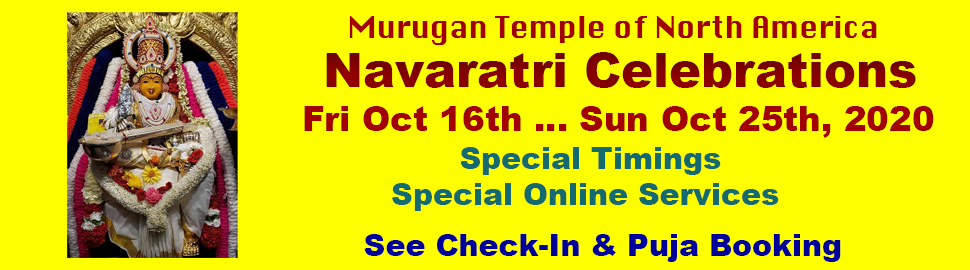 Murugan Temple of North America
Navaratri Celebrations
Fri Oct 16th ... Sun Oct 25th, 2020
Special Timings
Special Online Services
See Check-In & Puja Booking